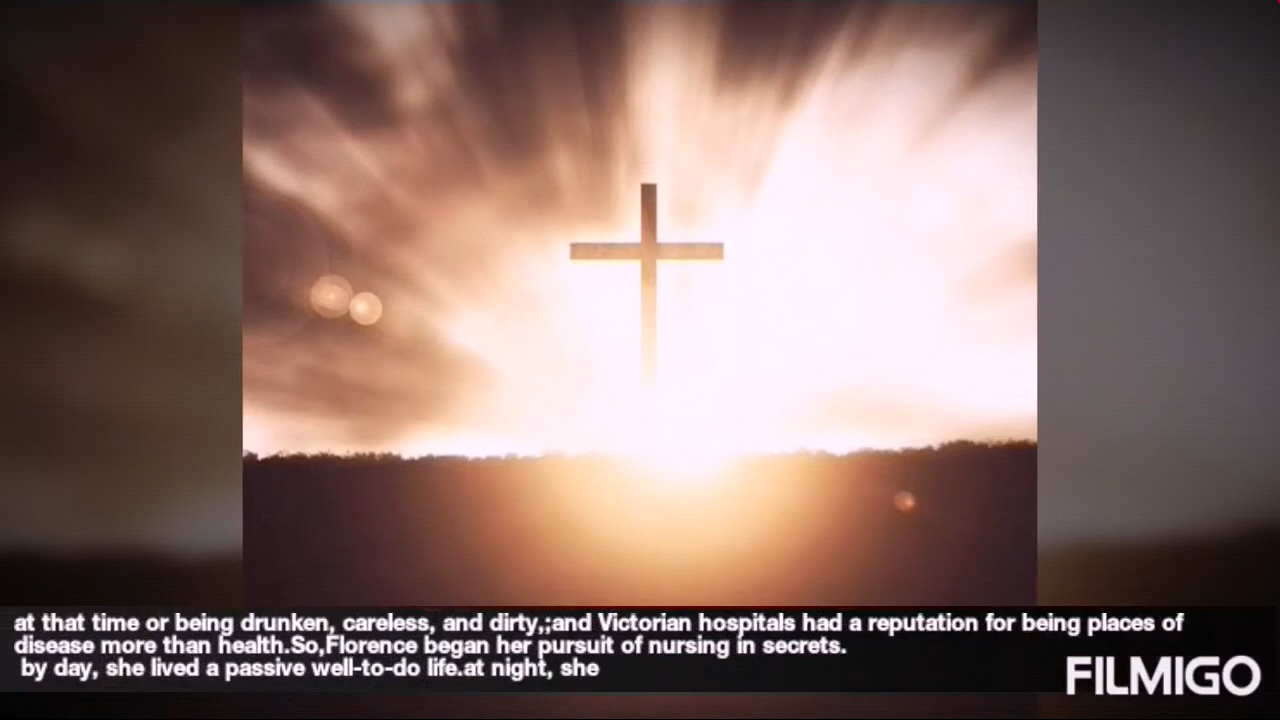 at that time or being drunken, careless, and dirty,;and Victorian hospitals had a reputation for being places of
disease more than health.So,Florence began her pursuit of nursing in secrets.
by day, she lived a passive well-to-do life.at night, she
FILMIGO